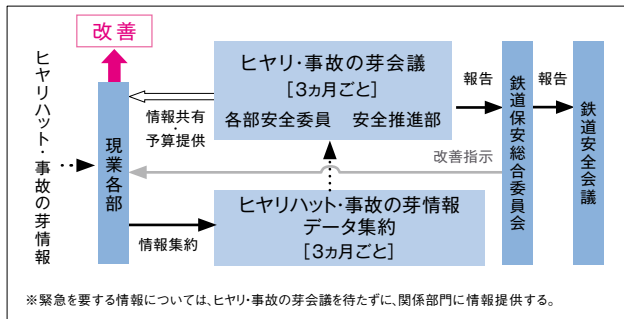 改善
ヒヤリハット・事故の芽情報
現業各部
情報共有
・
予算提供
ヒヤリ・事故の芽会議
[3ヵ月ごと]
各部安全委員　安全推進部
報告
鉄道保安総合委員会
報告
鉄道安全会議
改善指示
情報集約
ヒヤリハット・事故の芽情報
データ集約
[3ヵ月ごと]
※緊急を要する情報については、ヒヤリ・事故の芽会議を待たずに、関係部門に情報提供する。